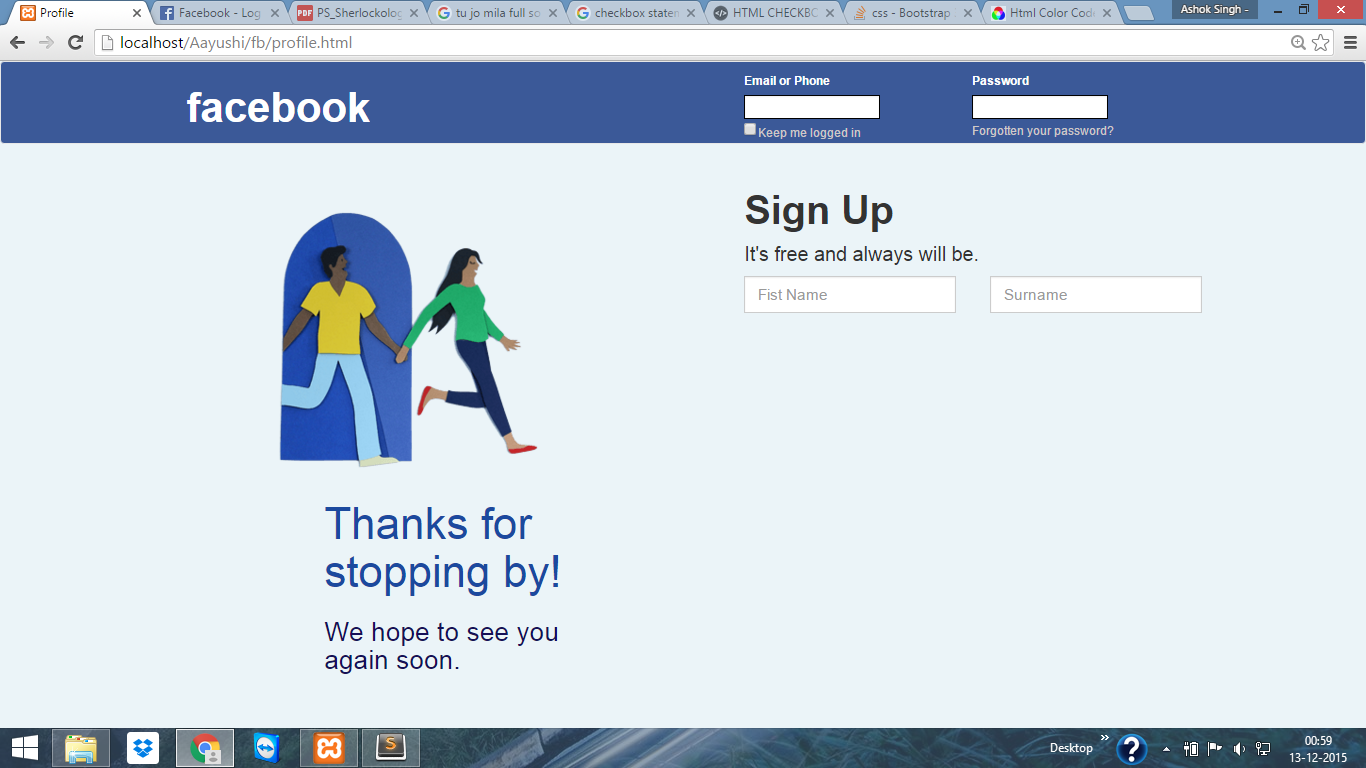 Profile
Facebook - Log
PDF
PS_Sherlockolog
tu jo mila full so
checkbox statem
HTML CHECKBO
css - Bootstrap
Html Color Code
Ashok Singh -
localhost/Aayushi/fb/profile.html
facebook
Email or Phone
Password
Keep me logged in
Forgotten your password?
Sign Up
It's free and always will be.
Fist Name
Surname
Thanks for
stopping by!
We hope to see you
again soon.
Desktop
00:59
13-12-2015